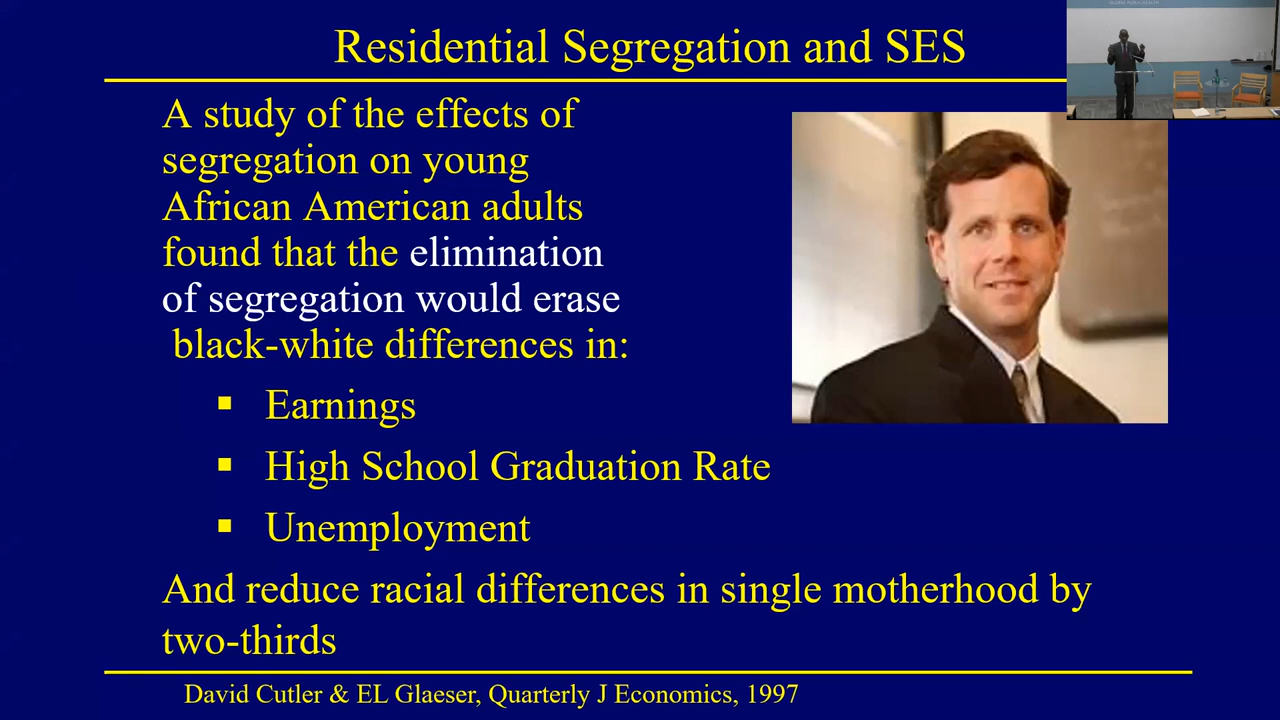 Residential Segregation and SES
A study of the effects of
segregation on young
African American adults
found that the elimination
of segregation would erase
black-white differences in:
▪ Earnings
▪ High School Graduation Rate
▪ Unemployment
And reduce racial differences in single motherhood by
two-thirds
David Cutler & EL Glaeser, Quarterly J Economics, 1997